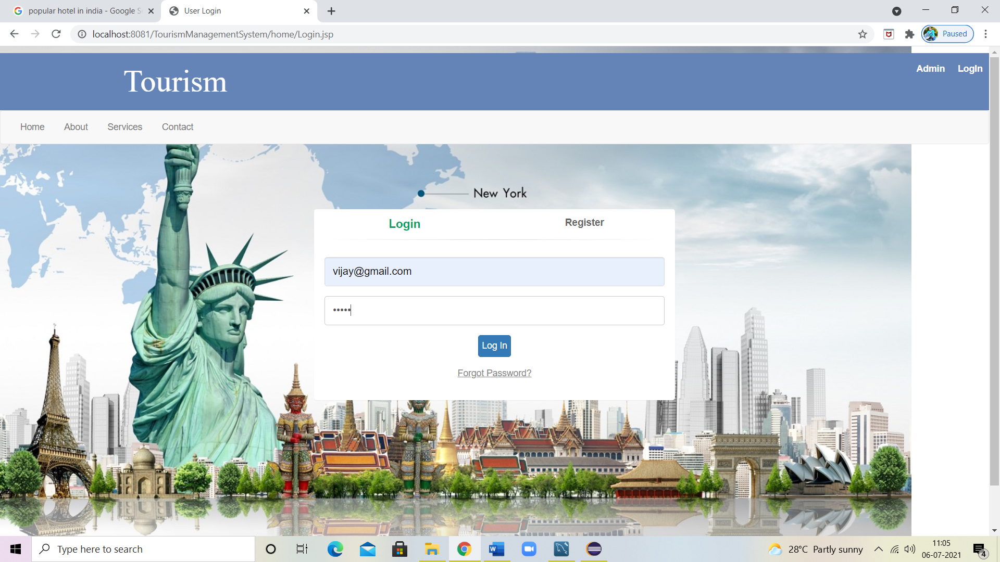 popular hotel in india - Google S
User Login
localhost:8081/TourismManagementSystem/home/Login.jsp
Paused
Tourism
Admin
LogIn
Home
About
Services
Contact
New York
Login
Register
vijay@gmail.com
•••••
Log In
Forgot Password?
Type here to search
28°C Partly sunny
11:05
06-07-2021
4